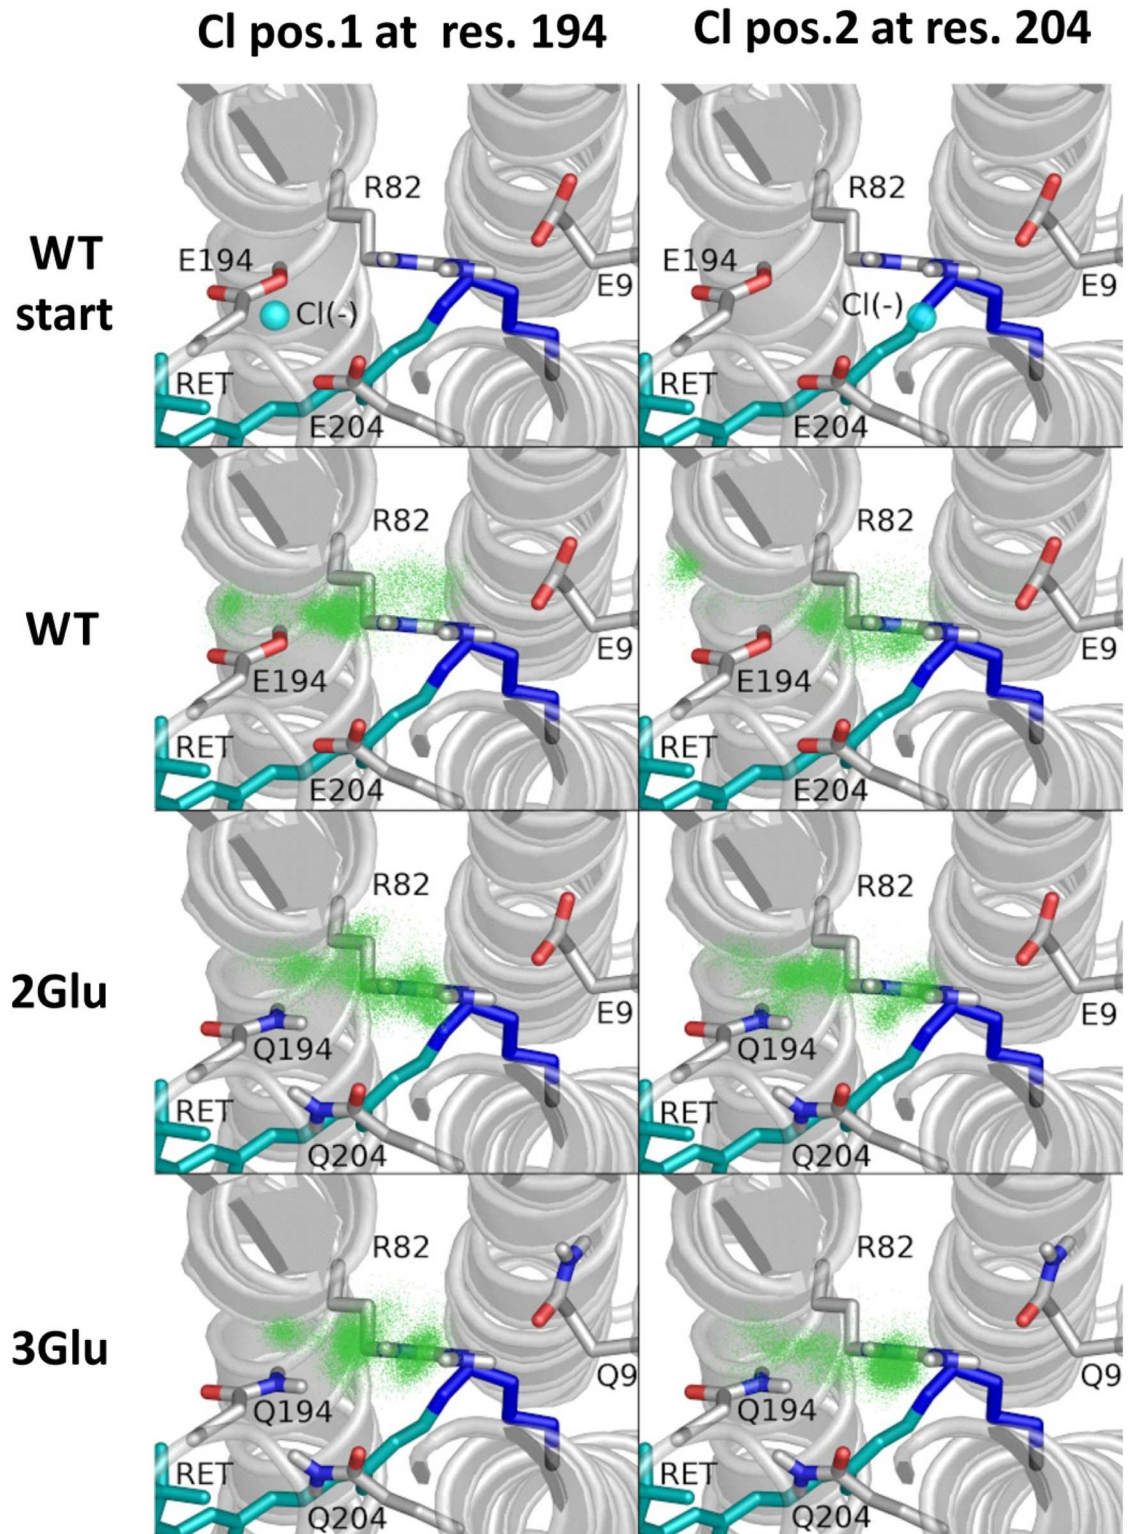 Cl pos.1 at res. 194
Cl pos.2 at res. 204
WT
start
R82
E194
Cl(-)
E9
RET
E204
R82
E194
Cl(-)
E9
RET
E204
WT
R82
E9
E194
RET
E204
R82
E9
E194
RET
E204
2Glu
R82
E9
Q194
RET
Q204
R82
E9
Q194
RET
Q204
3Glu
R82
Q9
Q194
RET
Q204
R82
Q9
Q194
RET
Q204